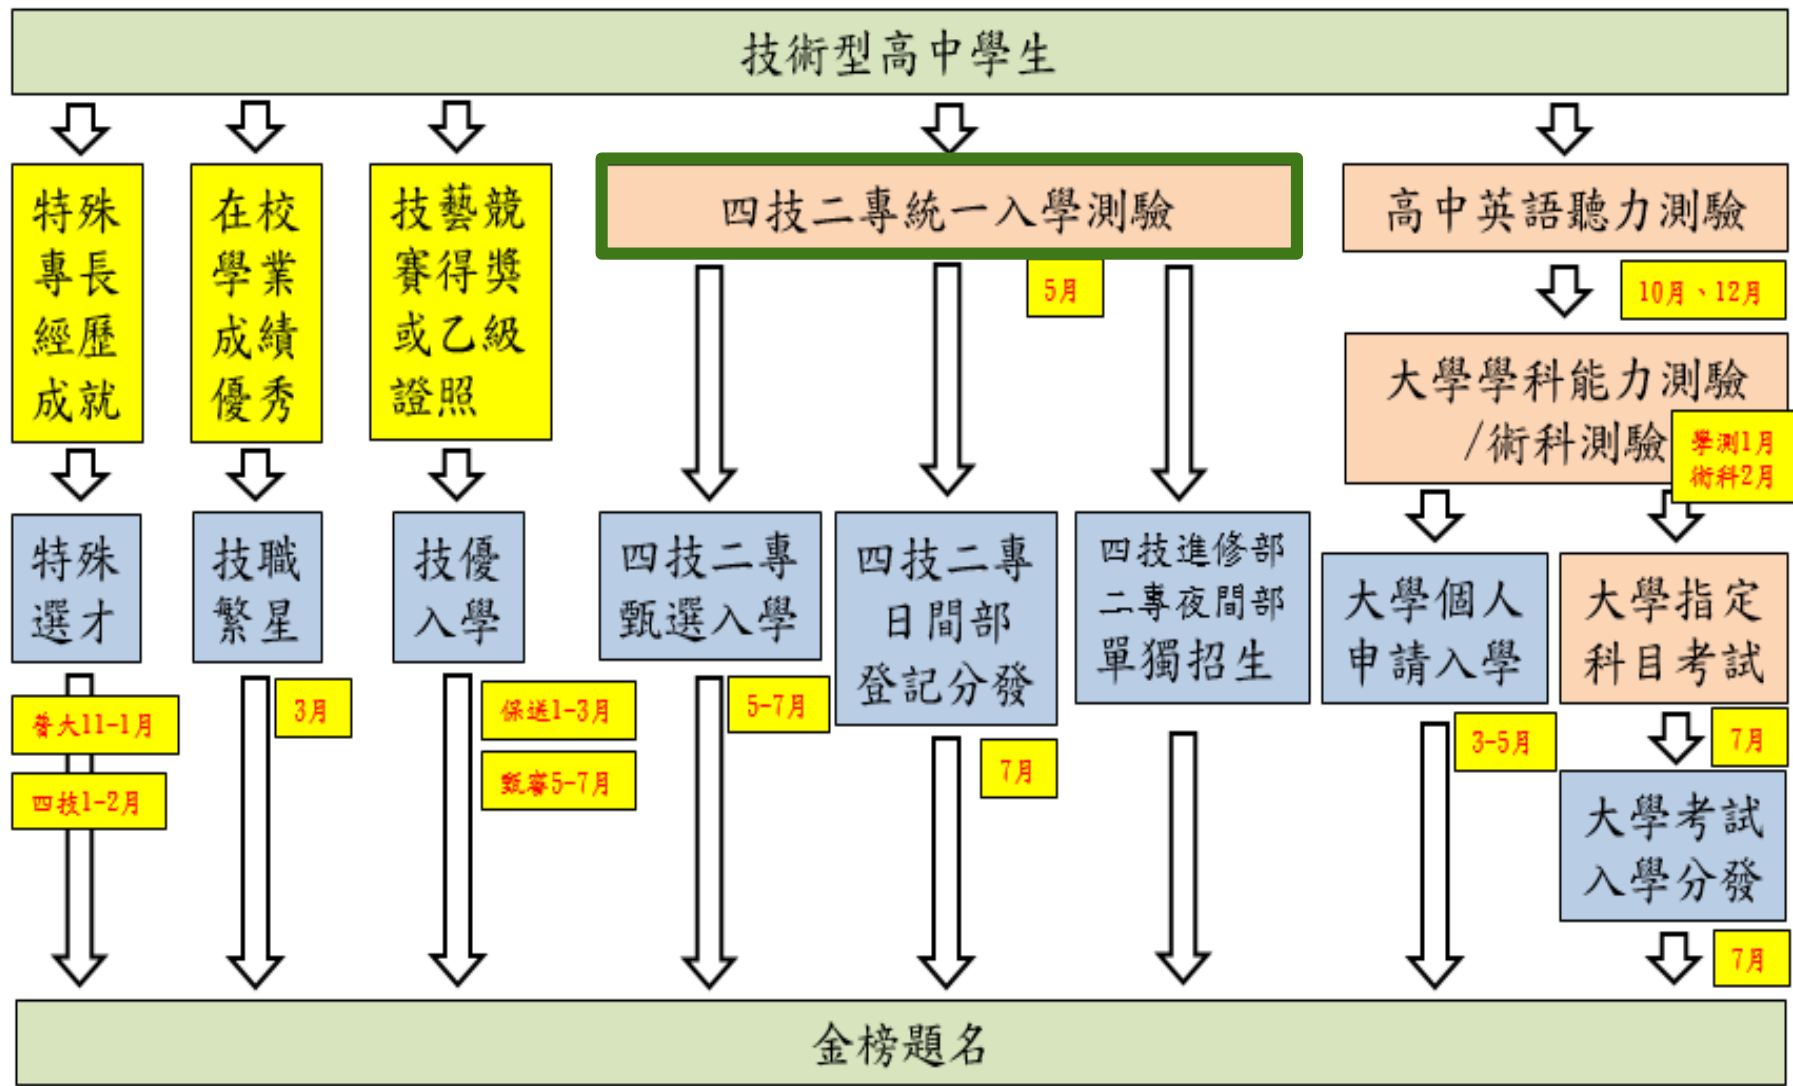 技術型高中學生
特殊
專長
經歷
成就
在校
學業
成績
優秀
技藝競
賽得獎
或乙級
證照
四技二專統一入學測驗
5月
高中英語聽力測驗
10月、12月
大學學科能力測驗
/術科測驗
學測1月
術科2月
特殊
選才
普大11-1月
四技1-2月
技職
繁星
3月
技優
入學
保送1-3月
甄審5-7月
四技二專
甄選入學
5-7月
四技二專
日間部
登記分發
7月
四技進修部
二專夜間部
單獨招生
大學個人
申請入學
3-5月
大學指定
科目考試
7月
大學考試
入學分發
7月
金榜題名